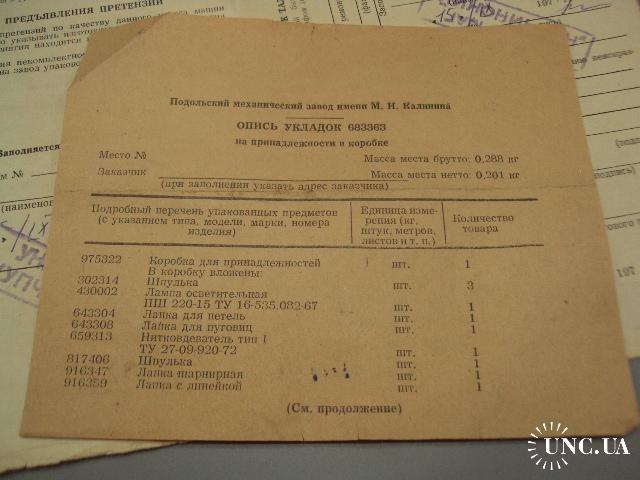 ПРЕДЪЯВЛЕНИЯ ПРЕТЕНЗИИ
Подольский механический завод имени М. И. Калинина
ОПИСЬ УКЛАДОК 683363
на принадлежности в коробке
Место №
Масса места брутто: 0,288 кг
Заказчик
Масса места нетто: 0,201 кг
(при заполнении указать адрес заказчика)
Подробный перечень упакованных предметов (с указанием типа, модели, марки, номера изделия)
Единица измерения (кг, штук, метров, листов и т. п.)
Количество товара
975322 Коробка для принадлежностей шт. 1
В коробку вложены:
302314 Шпулька шт. 3
430002 Лампа осветительная
ПШ 220-15 ТУ 16-535.082-67 шт. 1
643304 Лапка для петель шт. 1
643308 Лапка для пуговиц шт. 1
659313 Нитковдеватель тип I
ТУ 27-09-920-72 шт. 1
817406 Шпулька шт. 1
916347 Лапка шарнирная шт. 1
916359 Лапка с линейкой шт. 1
(См. продолжение)
UNC.UA